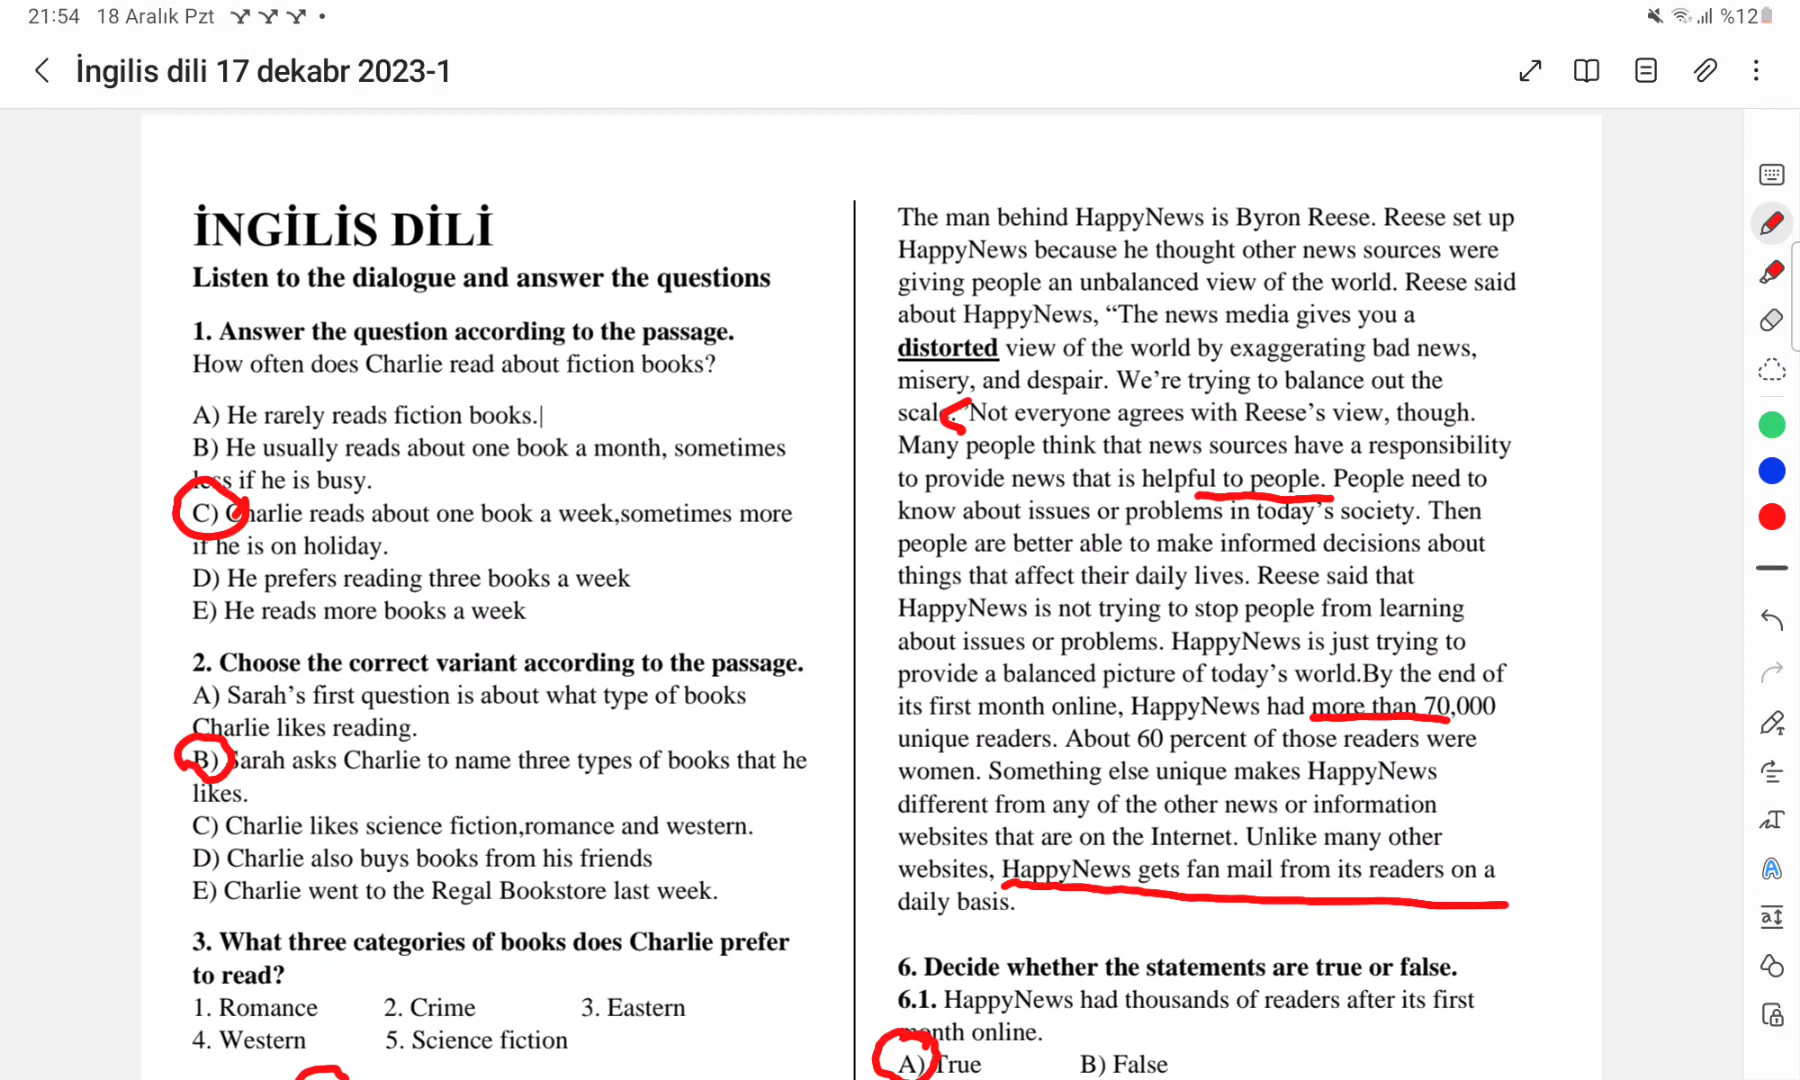 21:54 18 Aralık Pzt
%12
İngilis dili 17 dekabr 2023-1
İNGİLİS DİLİ
Listen to the dialogue and answer the questions
1. Answer the question according to the passage.
How often does Charlie read about fiction books?
A) He rarely reads fiction books.
B) He usually reads about one book a month, sometimes
less if he is busy.
C) Charlie reads about one book a week,sometimes more
if he is on holiday.
D) He prefers reading three books a week
E) He reads more books a week
2. Choose the correct variant according to the passage.
A) Sarah’s first question is about what type of books
Charlie likes reading.
B) Sarah asks Charlie to name three types of books that he
likes.
C) Charlie likes science fiction,romance and western.
D) Charlie also buys books from his friends
E) Charlie went to the Regal Bookstore last week.
3. What three categories of books does Charlie prefer
to read?
1. Romance 2. Crime 3. Eastern
4. Western 5. Science fiction
The man behind HappyNews is Byron Reese. Reese set up
HappyNews because he thought other news sources were
giving people an unbalanced view of the world. Reese said
about HappyNews, “The news media gives you a
distorted view of the world by exaggerating bad news,
misery, and despair. We’re trying to balance out the
scale. Not everyone agrees with Reese’s view, though.
Many people think that news sources have a responsibility
to provide news that is helpful to people. People need to
know about issues or problems in today’s society. Then
people are better able to make informed decisions about
things that affect their daily lives. Reese said that
HappyNews is not trying to stop people from learning
about issues or problems. HappyNews is just trying to
provide a balanced picture of today’s world.By the end of
its first month online, HappyNews had more than 70,000
unique readers. About 60 percent of those readers were
women. Something else unique makes HappyNews
different from any of the other news or information
websites that are on the Internet. Unlike many other
websites, HappyNews gets fan mail from its readers on a
daily basis.
6. Decide whether the statements are true or false.
6.1. HappyNews had thousands of readers after its first
month online.
A) True B) False